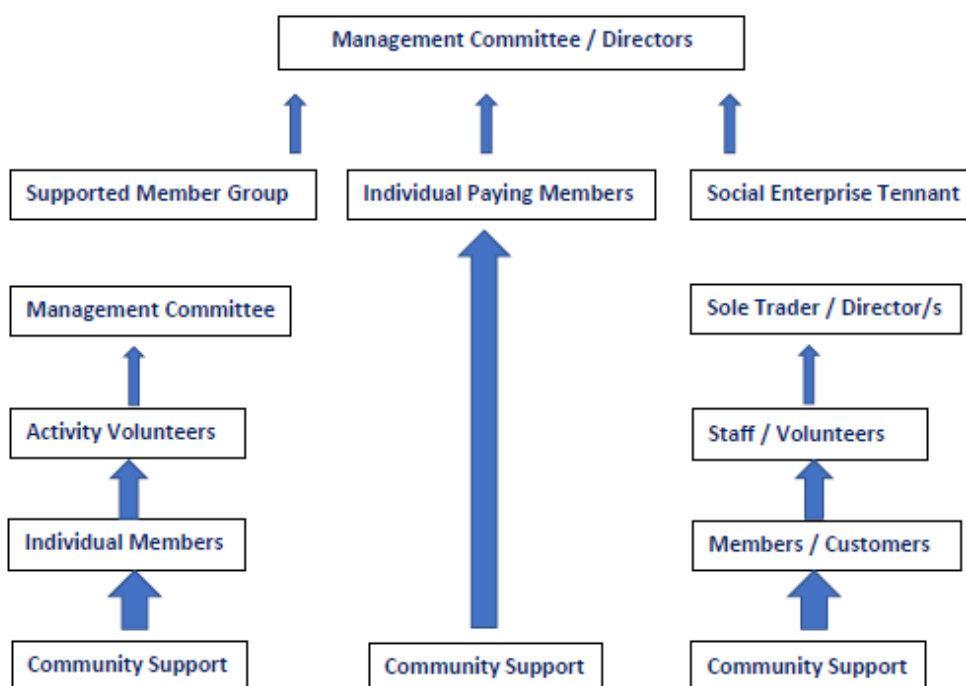 Management Committee / Directors
Supported Member Group
Individual Paying Members
Social Enterprise Tennant
Management Committee
Sole Trader / Director/s
Activity Volunteers
Staff / Volunteers
Individual Members
Members / Customers
Community Support
Community Support
Community Support